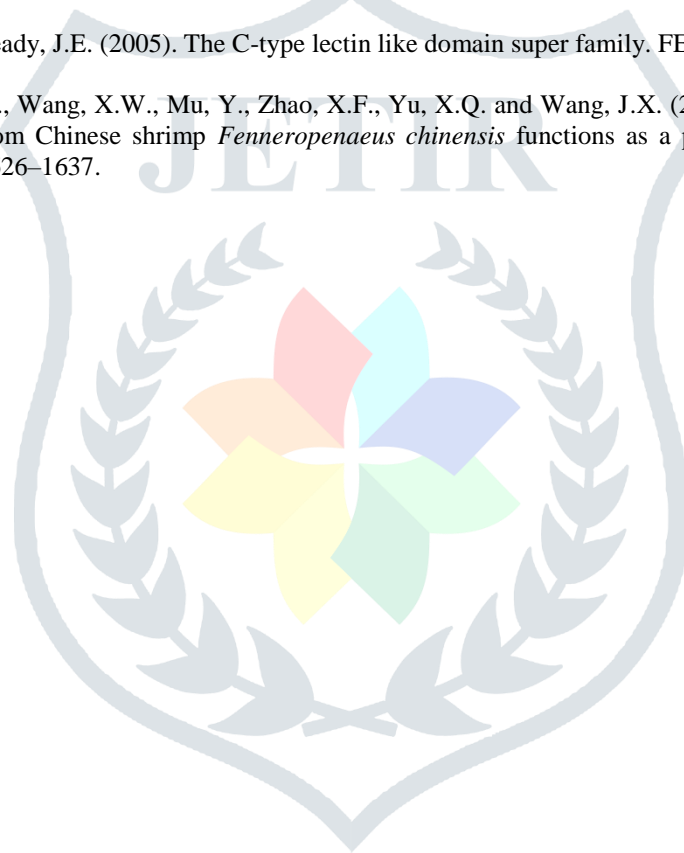 eady, J.E. (2005). The C-type lectin like domain super family. FE
., Wang, X.W., Mu, Y., Zhao, X.F., Yu, X.Q. and Wang, J.X. (2
om Chinese shrimp Fenneropenaeus chinensis functions as a p
26–1637.
JETIR